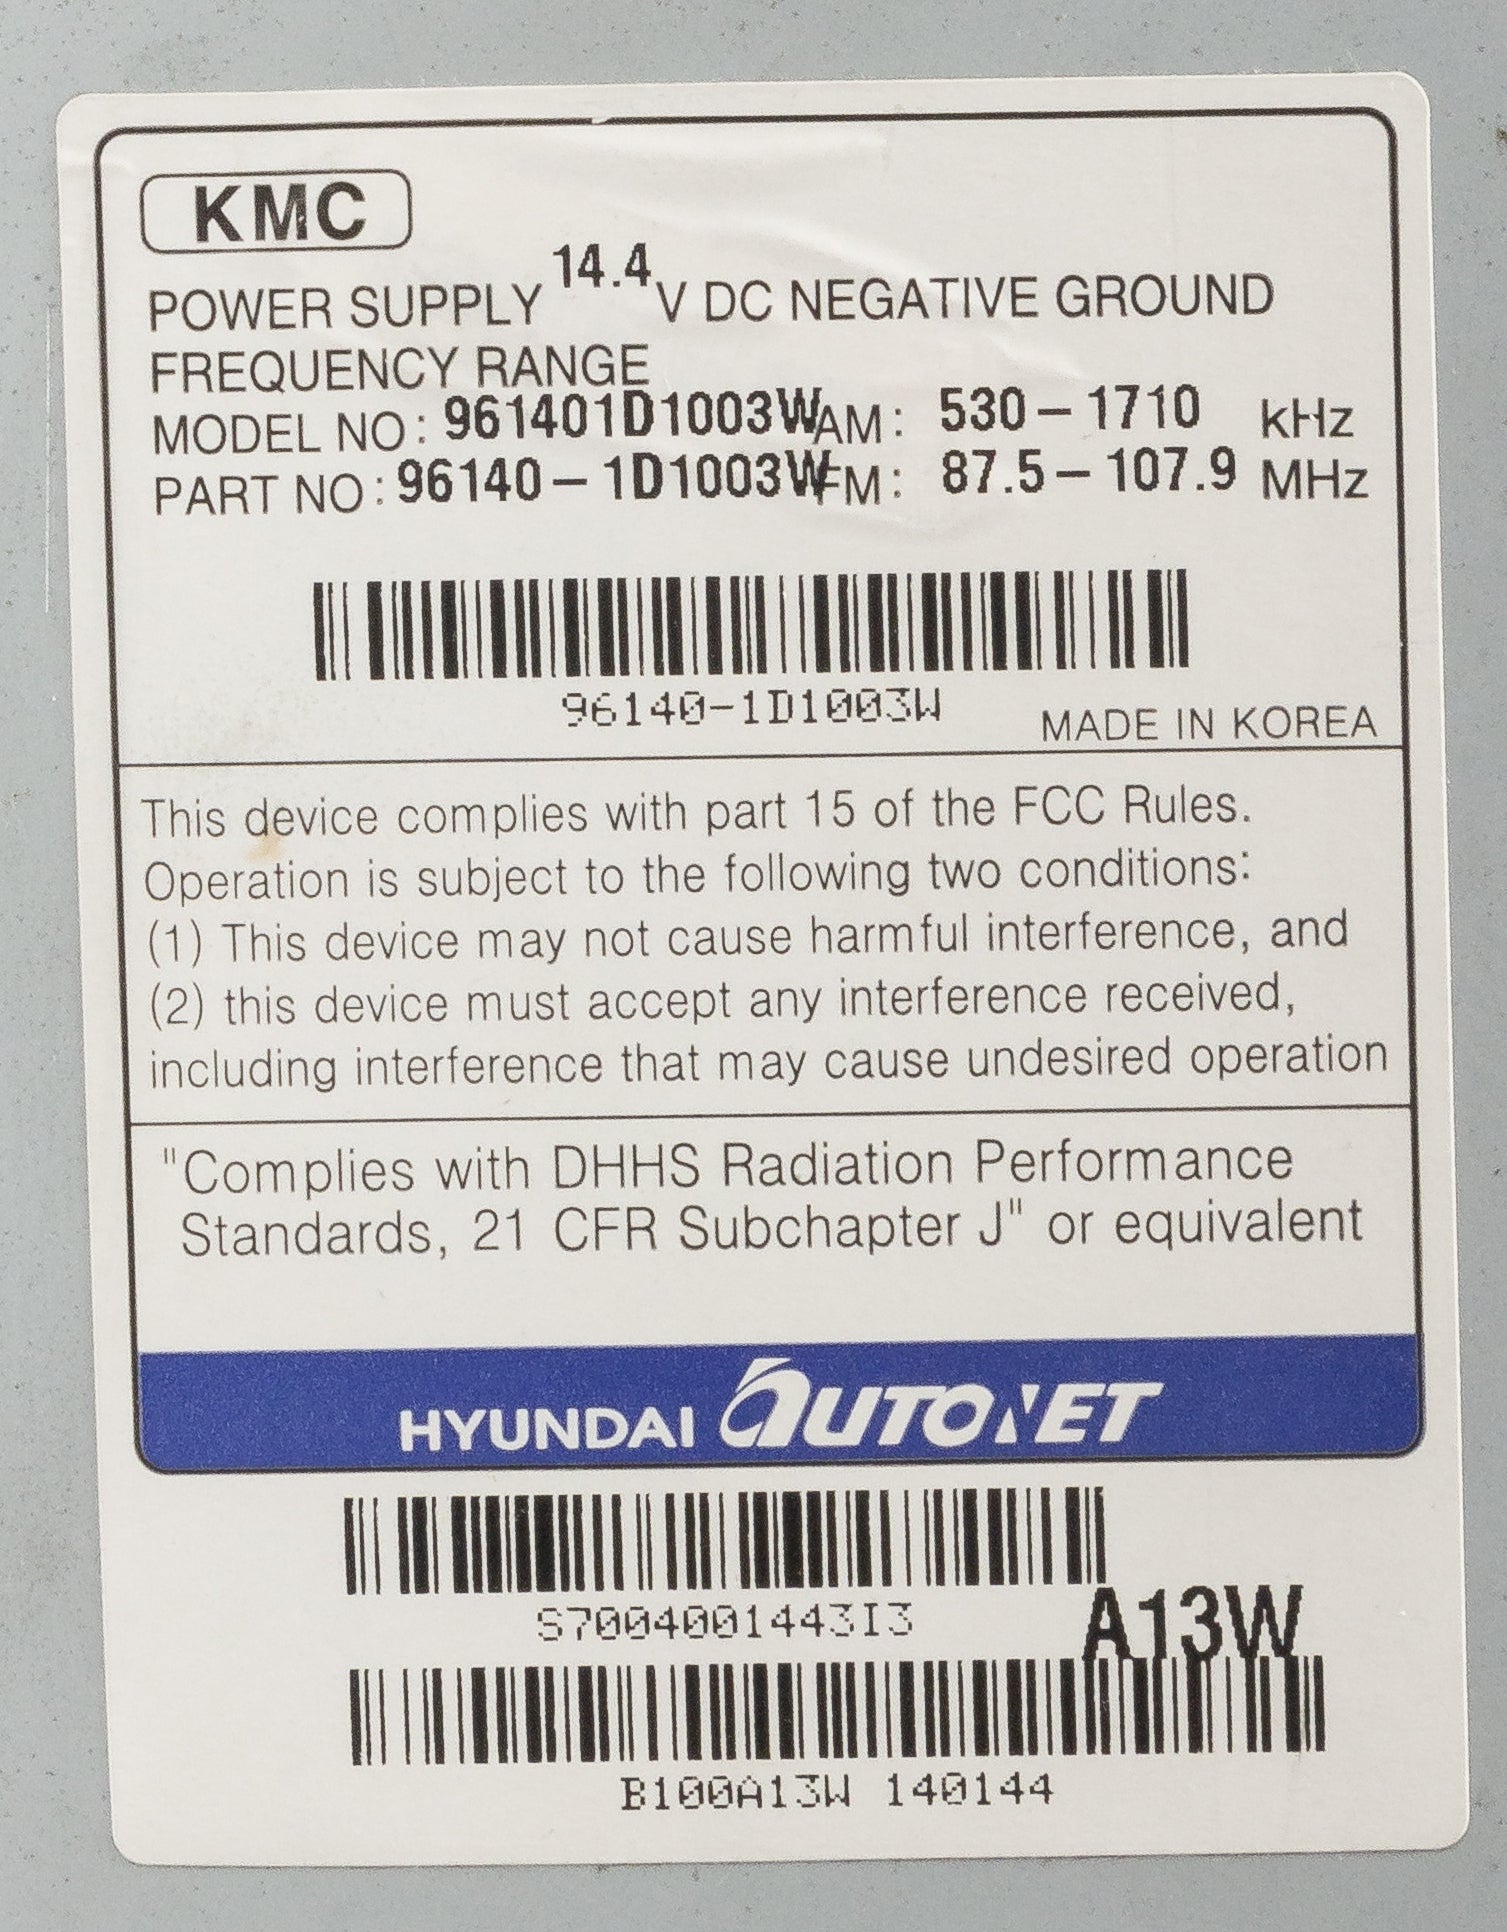 KMC
POWER SUPPLY 14.4 V DC NEGATIVE GROUND
FREQUENCY RANGE
MODEL NO: 961401D1003W AM: 530-1710 kHz
PART NO: 96140-1D1003W FM: 87.5-107.9 MHz
96140-1D1003W
MADE IN KOREA
This device complies with part 15 of the FCC Rules.
Operation is subject to the following two conditions:
(1) This device may not cause harmful interference, and
(2) this device must accept any interference received,
including interference that may cause undesired operation
"Complies with DHHS Radiation Performance
Standards, 21 CFR Subchapter J" or equivalent
HYUNDAI AUTONET
S7004001443I3
A13W
B100A13W 140144